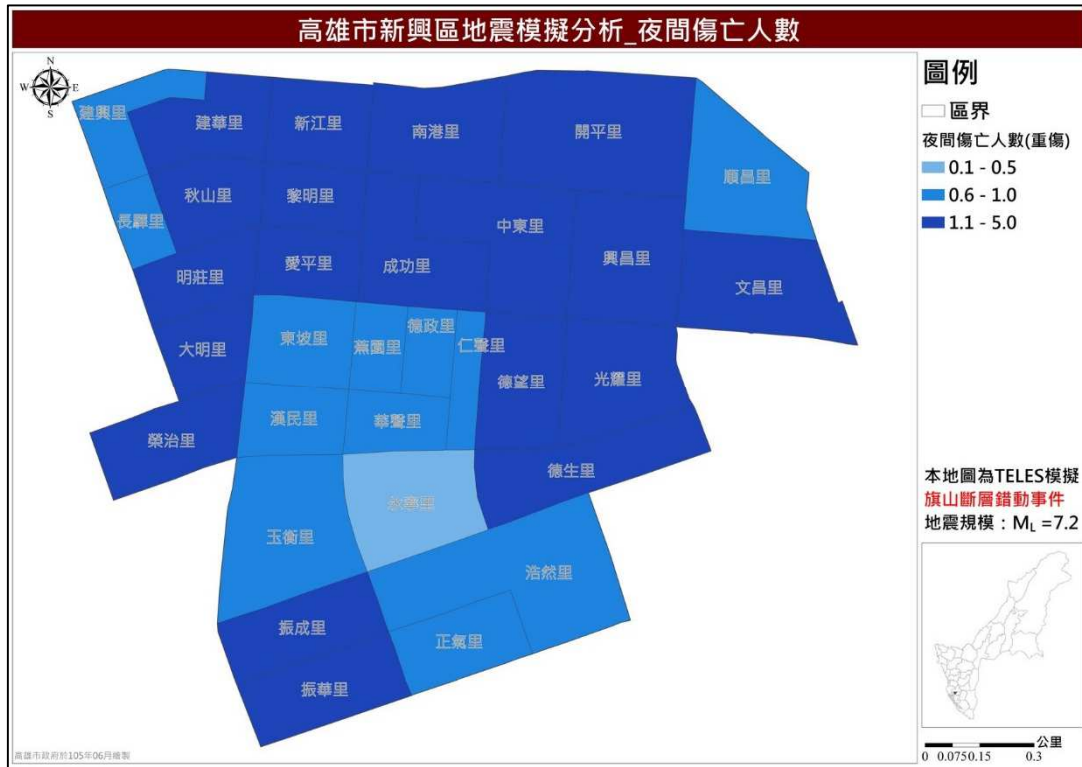 高雄市新興區地震模擬分析_夜間傷亡人數
N
W
E
S
圖例
區界
夜間傷亡人數(重傷)
0.1 - 0.5
0.6 - 1.0
1.1 - 5.0
建興里
建華里
新江里
南港里
開平里
順昌里
秋山里
黎明里
長驛里
中東里
興昌里
文昌里
明莊里
愛平里
成功里
大明里
東坡里
蕉園里
德政里
仁聲里
德望里
光耀里
漢民里
華聲里
榮治里
德生里
永寧里
玉衡里
浩然里
振成里
正氣里
振華里
本地圖為TELES模擬
旗山斷層錯動事件
地震規模：ML =7.2
公里
0 0.075 0.15 0.3
高雄市政府於105年06月繪製